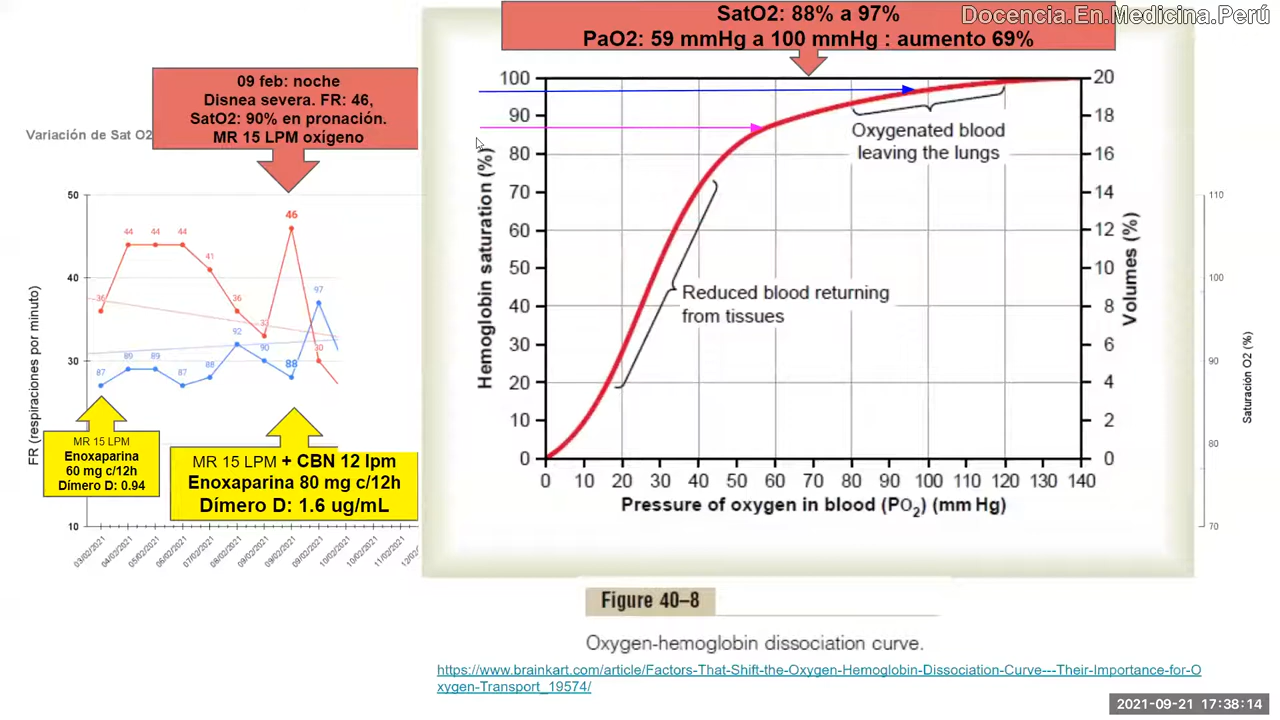 SatO2: 88% a 97%
PaO2: 59 mmHg a 100 mmHg : aumento 69%
Docencia.En.Medicina.Perú
09 feb: noche
Disnea severa. FR: 46,
SatO2: 90% en pronación.
MR 15 LPM oxígeno
Variación de Sat O2
50
40
30
10
FR (respiraciones por minuto)
36
44
44
44
41
36
33
46
30
87
89
89
87
88
92
90
88
97
MR 15 LPM
Enoxaparina
60 mg c/12h
Dímero D: 0.94
MR 15 LPM + CBN 12 lpm
Enoxaparina 80 mg c/12h
Dímero D: 1.6 ug/mL
03/02/2021
04/02/2021
05/02/2021
06/02/2021
07/02/2021
08/02/2021
09/02/2021
09/02/2021
09/02/2021
10/02/2021
10/02/2021
11/02/2021
Hemoglobin saturation (%)
100
90
80
70
60
50
40
30
20
10
0
Oxygenated blood
leaving the lungs
Reduced blood returning
from tissues
20
18
16
14
12
10
8
6
4
2
0
Volumes (%)
0 10 20 30 40 50 60 70 80 90 100 110 120 130 140
Pressure of oxygen in blood (PO2) (mm Hg)
110
100
90
80
70
Saturación O2 (%)
Figure 40–8
Oxygen-hemoglobin dissociation curve.
https://www.brainkart.com/article/Factors-That-Shift-the-Oxygen-Hemoglobin-Dissociation-Curve---Their-Importance-for-O
xygen-Transport_19574/
2021-09-21 17:38:14